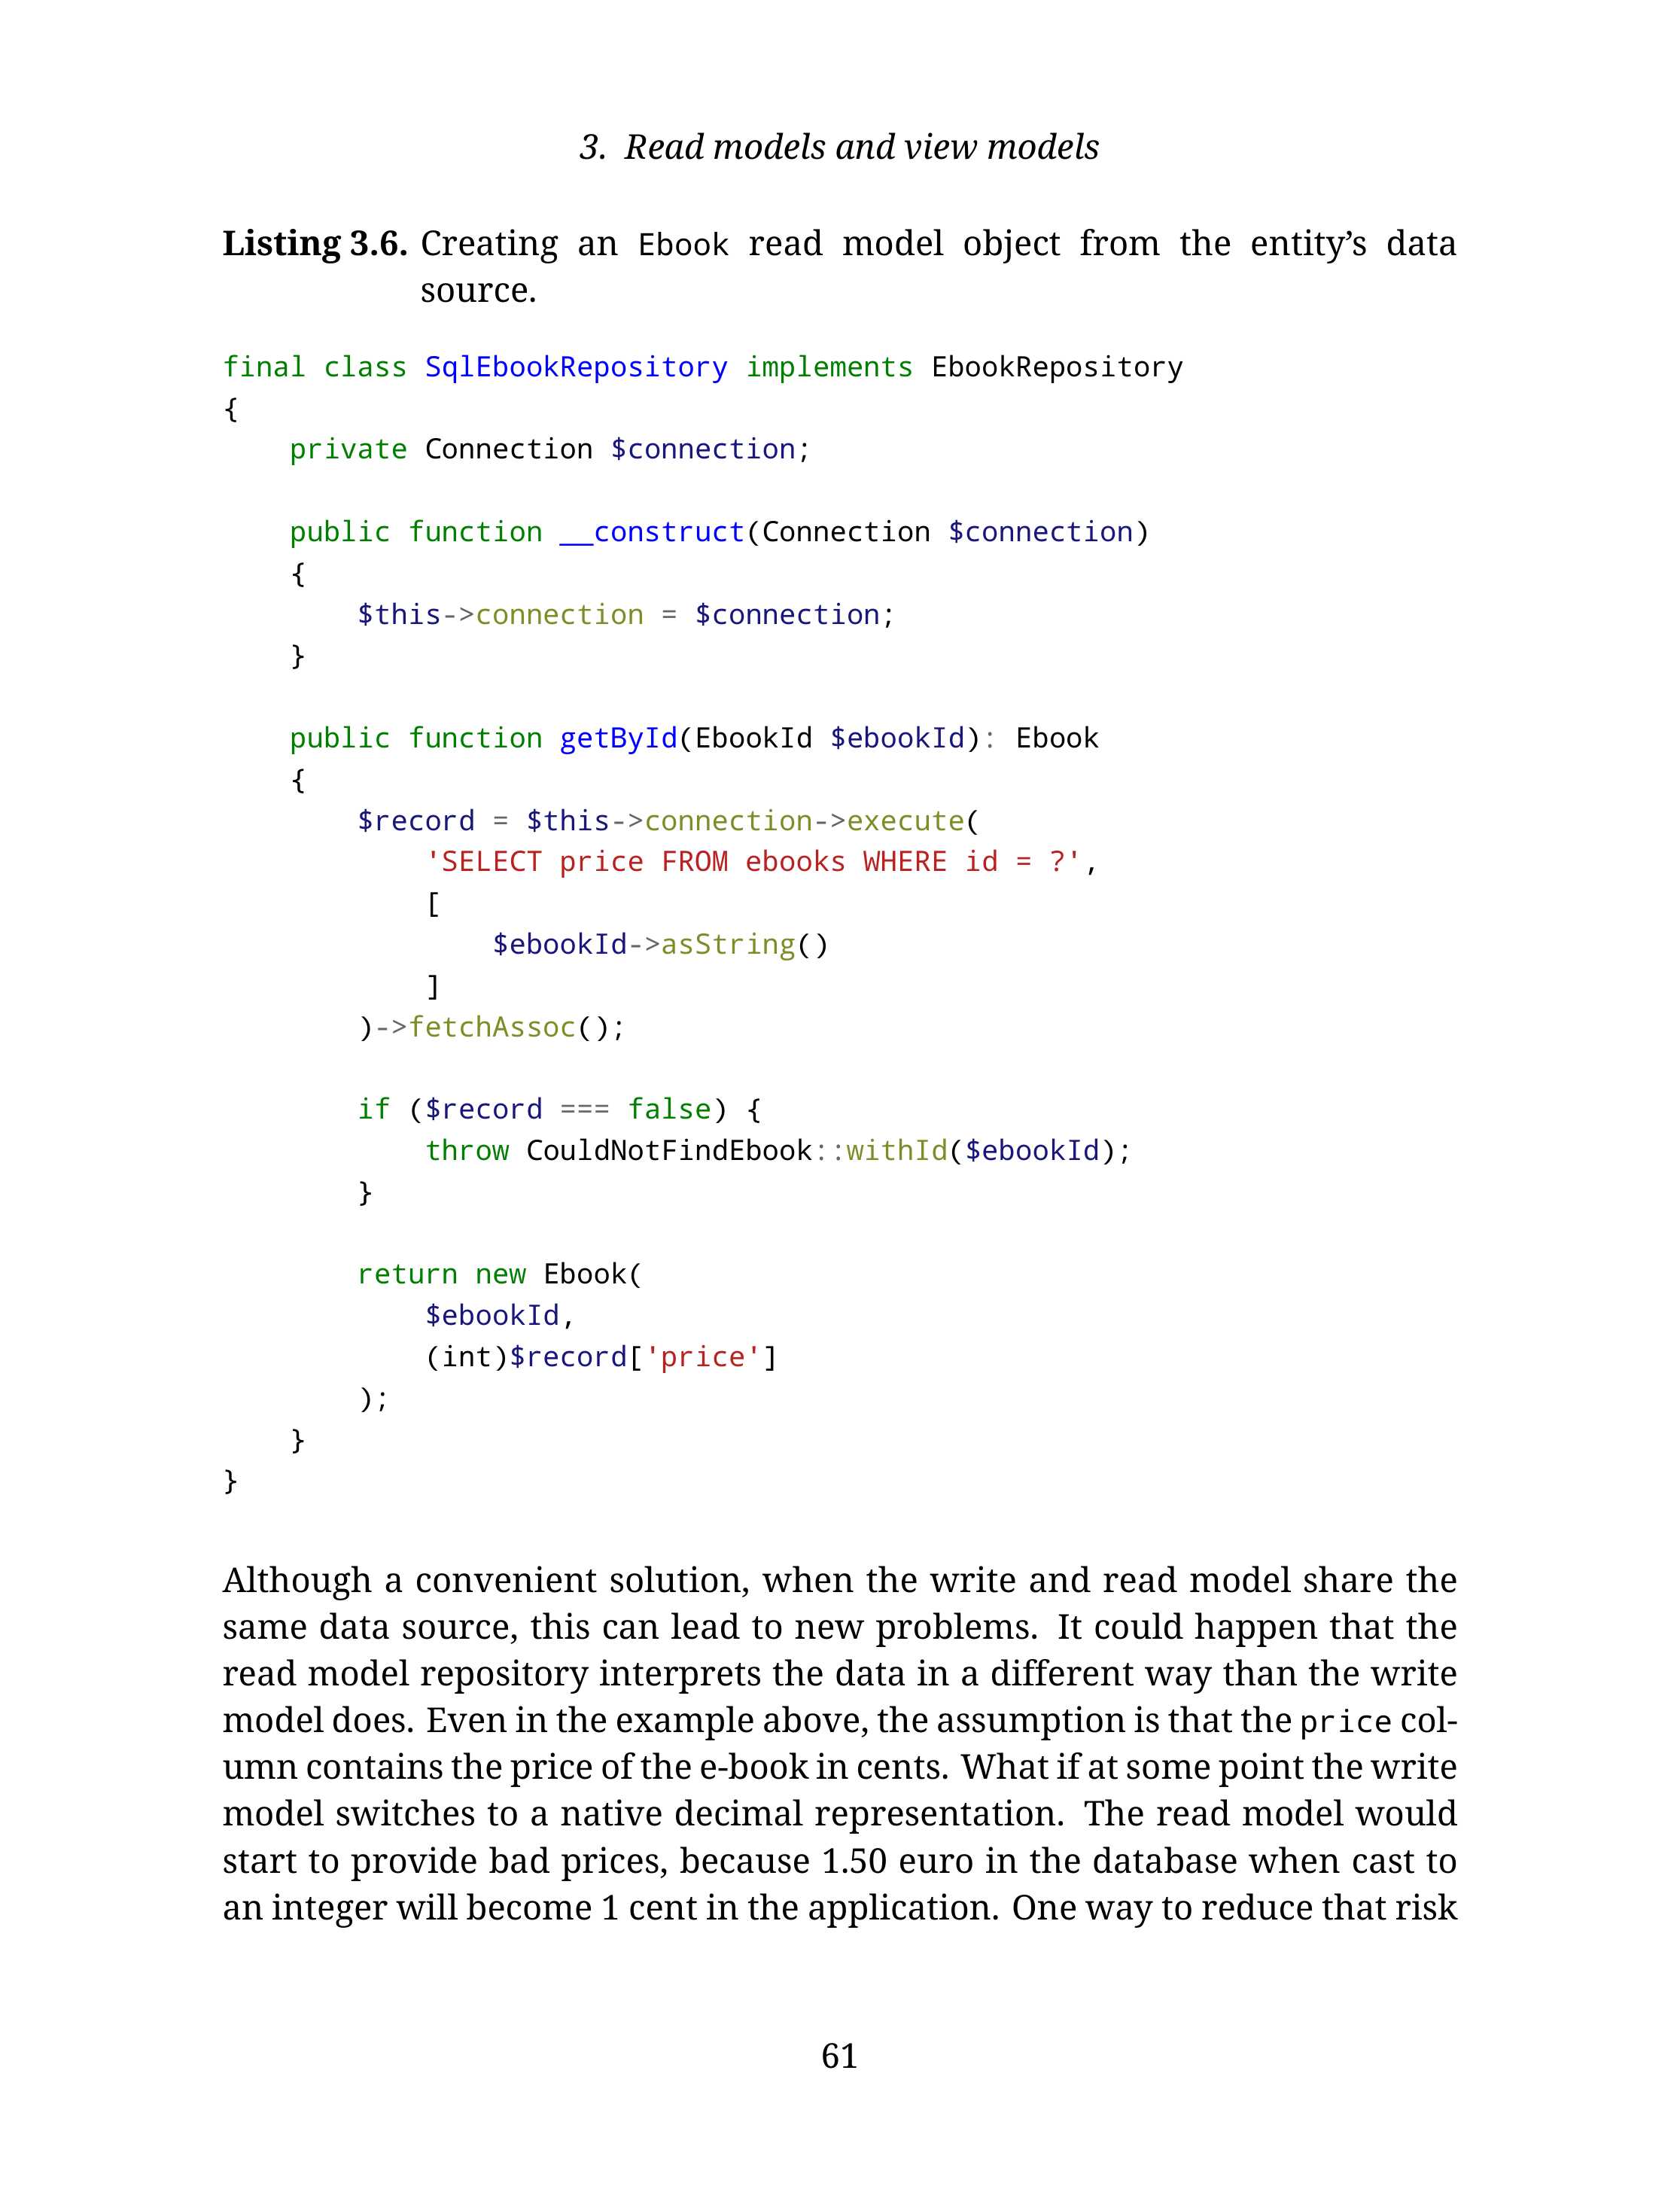 3. Read models and view models
Listing 3.6. Creating an Ebook read model object from the entity’s data
source.
final class SqlEbookRepository implements EbookRepository
{
    private Connection $connection;

    public function __construct(Connection $connection)
    {
        $this->connection = $connection;
    }

    public function getById(EbookId $ebookId): Ebook
    {
        $record = $this->connection->execute(
            'SELECT price FROM ebooks WHERE id = ?',
            [
                $ebookId->asString()
            ]
        )->fetchAssoc();

        if ($record === false) {
            throw CouldNotFindEbook::withId($ebookId);
        }

        return new Ebook(
            $ebookId,
            (int)$record['price']
        );
    }
}
Although a convenient solution, when the write and read model share the
same data source, this can lead to new problems. It could happen that the
read model repository interprets the data in a different way than the write
model does. Even in the example above, the assumption is that the price col-
umn contains the price of the e-book in cents. What if at some point the write
model switches to a native decimal representation. The read model would
start to provide bad prices, because 1.50 euro in the database when cast to
an integer will become 1 cent in the application. One way to reduce that risk
61